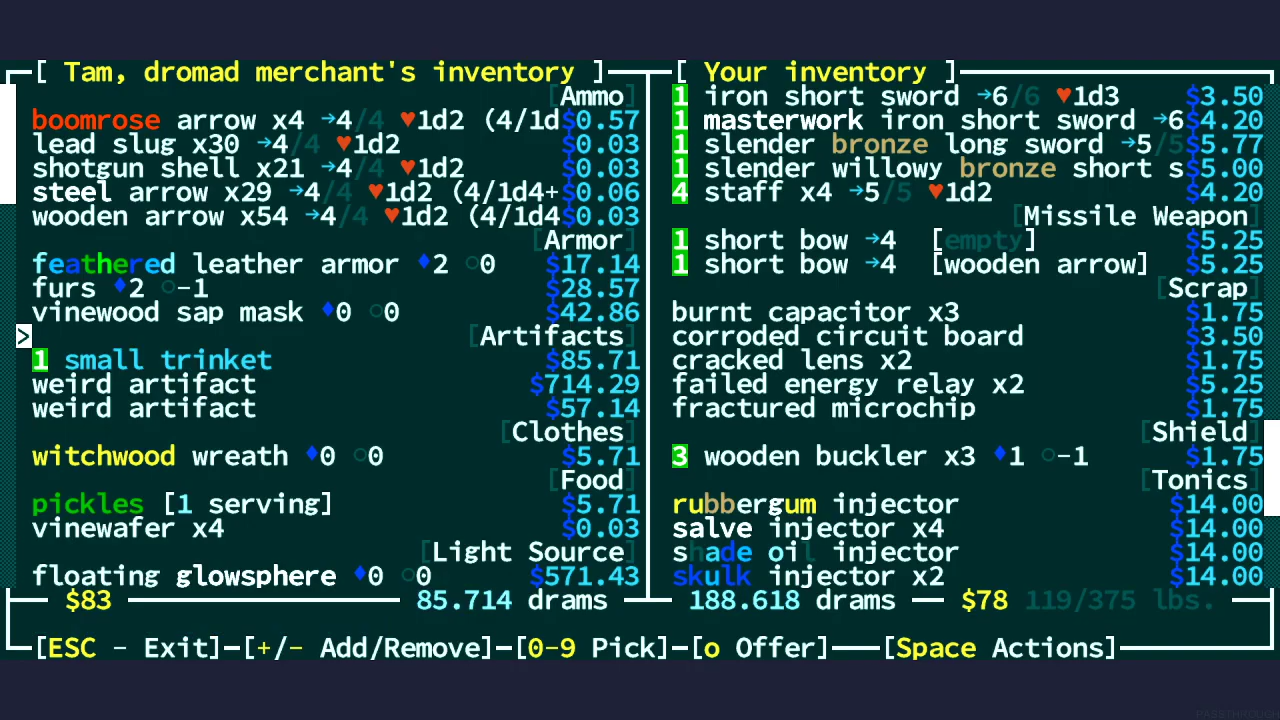 [ Tam, dromad merchant's inventory ]
[Ammo]
boomrose arrow x4 →4/4 ♥1d2 (4/1d $0.57
lead slug x30 →4/4 ♥1d2 $0.03
shotgun shell x21 →4/4 ♥1d2 $0.03
steel arrow x29 →4/4 ♥1d2 (4/1d4+ $0.06
wooden arrow x54 →4/4 ♥1d2 (4/1d4 $0.03
[Armor]
feathered leather armor ♦2 ○0 $17.14
furs ♦2 ○-1 $28.57
vinewood sap mask ♦0 ○0 $42.86
> [Artifacts]
1 small trinket $85.71
weird artifact $714.29
weird artifact $57.14
[Clothes]
witchwood wreath ♦0 ○0 $5.71
[Food]
pickles [1 serving] $5.71
vinewafer x4 $0.03
[Light Source]
floating glowsphere ♦0 ○0 $571.43
$83 85.714 drams
[ Your inventory ]
1 iron short sword →6/6 ♥1d3 $3.50
1 masterwork iron short sword →6 $4.20
1 slender bronze long sword →5/5 $5.77
1 slender willowy bronze short s $5.00
4 staff x4 →5/5 ♥1d2 $4.20
[Missile Weapon]
1 short bow →4 [empty] $5.25
1 short bow →4 [wooden arrow] $5.25
[Scrap]
burnt capacitor x3 $1.75
corroded circuit board $3.50
cracked lens x2 $1.75
failed energy relay x2 $5.25
fractured microchip $1.75
[Shield]
3 wooden buckler x3 ♦1 ○-1 $1.75
[Tonics]
rubbergum injector $14.00
salve injector x4 $14.00
shade oil injector $14.00
skulk injector x2 $14.00
188.618 drams $78 119/375 lbs.
[ESC - Exit]-[+/- Add/Remove]-[0-9 Pick]-[o Offer]-[Space Actions]